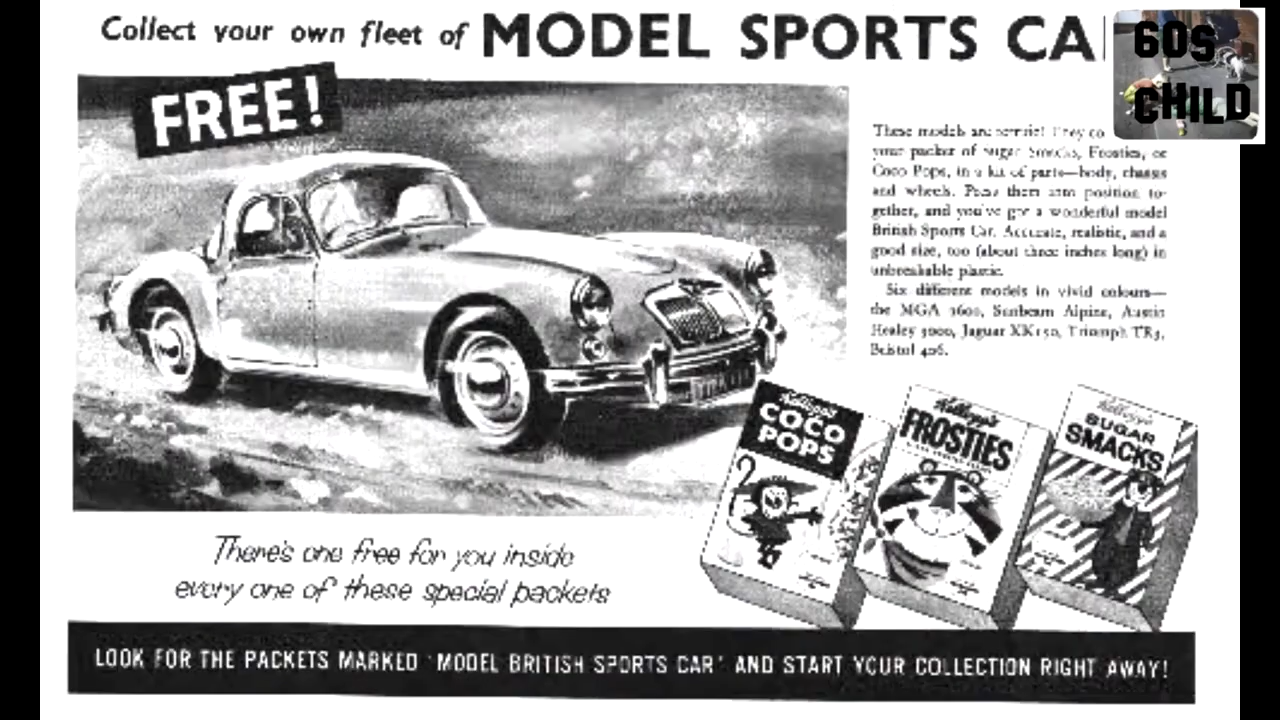 Collect your own fleet of MODEL SPORTS CA
60s
CHILD
FREE!
These models are terrific! They co
your packet of Sugar Smacks, Frosties, or
Coco Pops, in a kit of parts—body, chassis
and wheels. Press them into position to-
gether, and you've got a wonderful model
British Sports Car. Accurate, realistic, and a
good size, too (about three inches long) in
unbreakable plastic.
Six different models in vivid colours—
the MGA 1600, Sunbeam Alpine, Austin
Healey 3000, Jaguar XK150, Triumph TR3,
Bristol 406.
Kellogg's
COCO
POPS
Kellogg's
FROSTIES
Kellogg's
SUGAR
SMACKS
There's one free for you inside
every one of these special packets
LOOK FOR THE PACKETS MARKED 'MODEL BRITISH SPORTS CAR' AND START YOUR COLLECTION RIGHT AWAY!